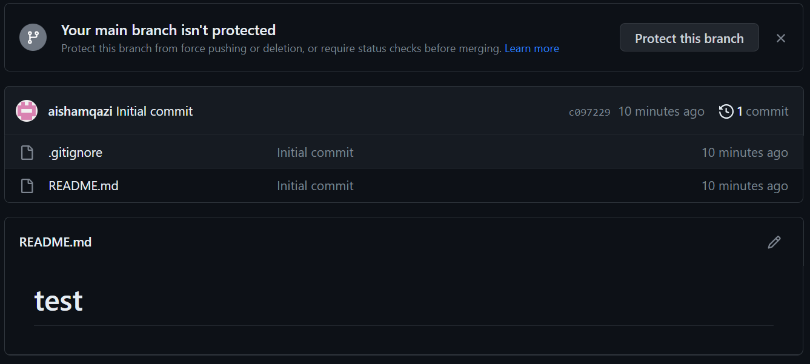 Your main branch isn't protected
Protect this branch from force pushing or deletion, or require status checks before merging. Learn more
Protect this branch
aishamqazi Initial commit c097229 10 minutes ago 1 commit
.gitignore Initial commit 10 minutes ago
README.md Initial commit 10 minutes ago
README.md
test